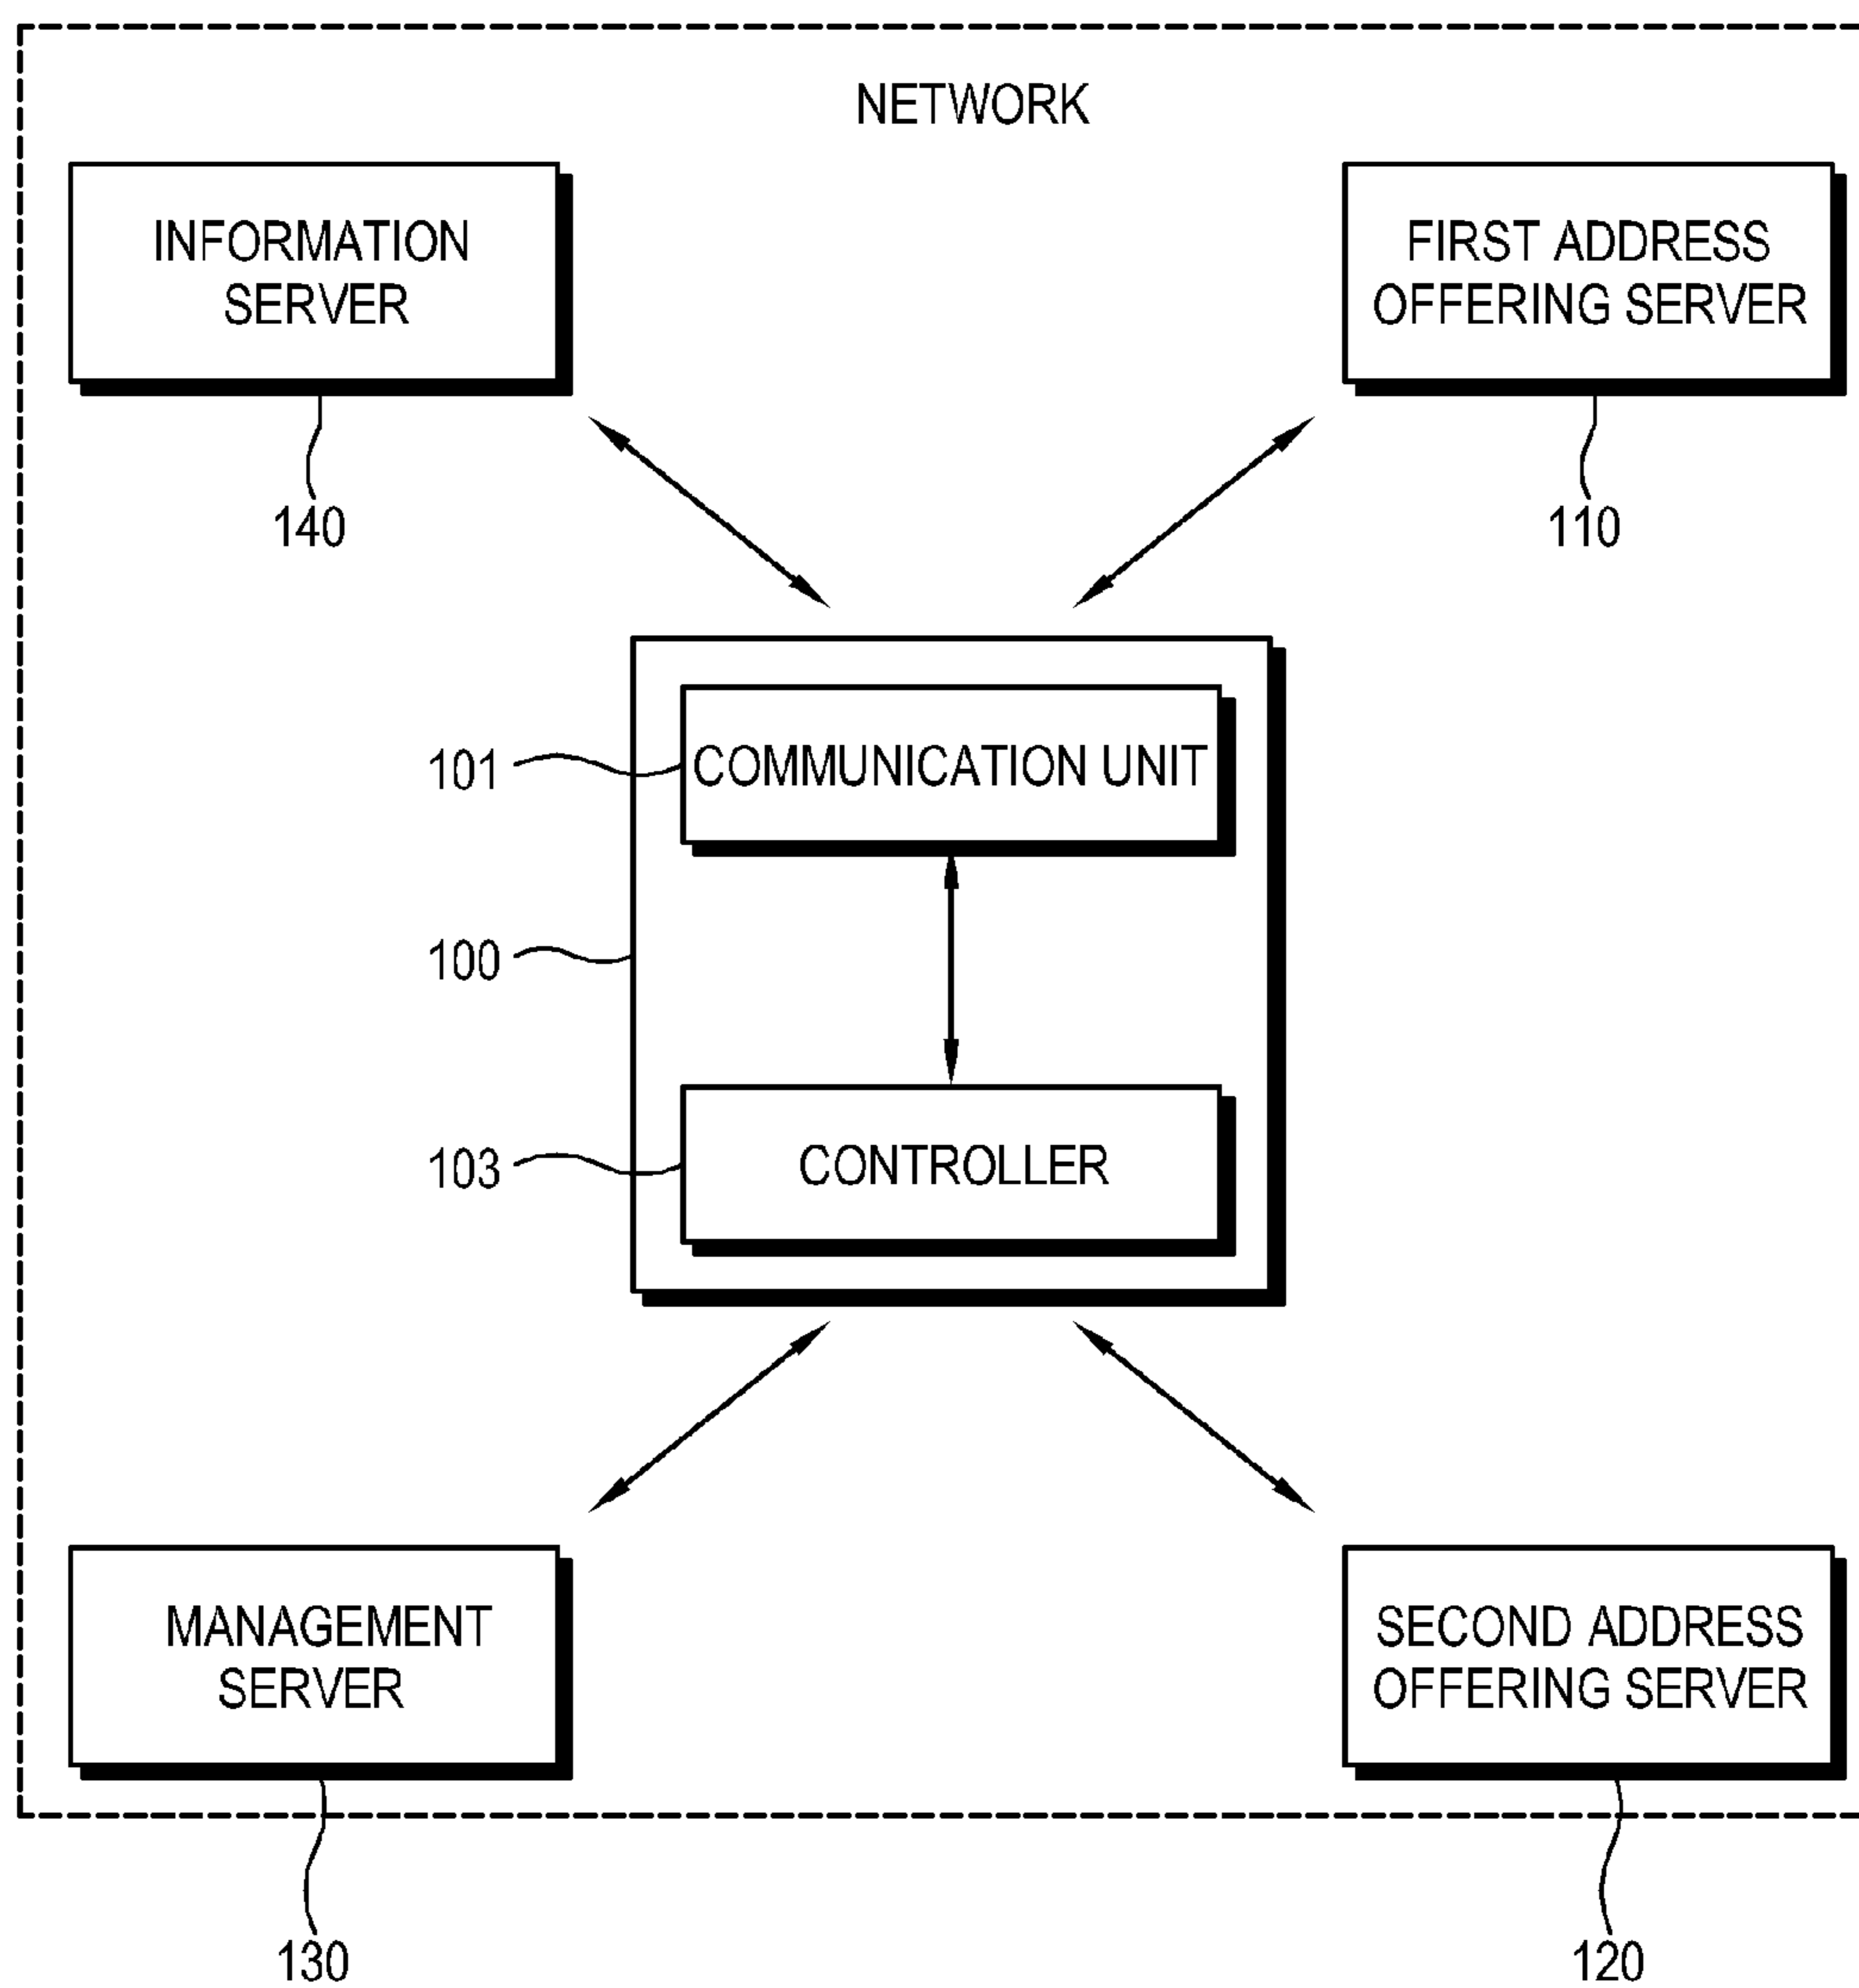 NETWORK
INFORMATION
SERVER
140
FIRST ADDRESS
OFFERING SERVER
110
101
COMMUNICATION UNIT
100
103
CONTROLLER
MANAGEMENT
SERVER
130
SECOND ADDRESS
OFFERING SERVER
120